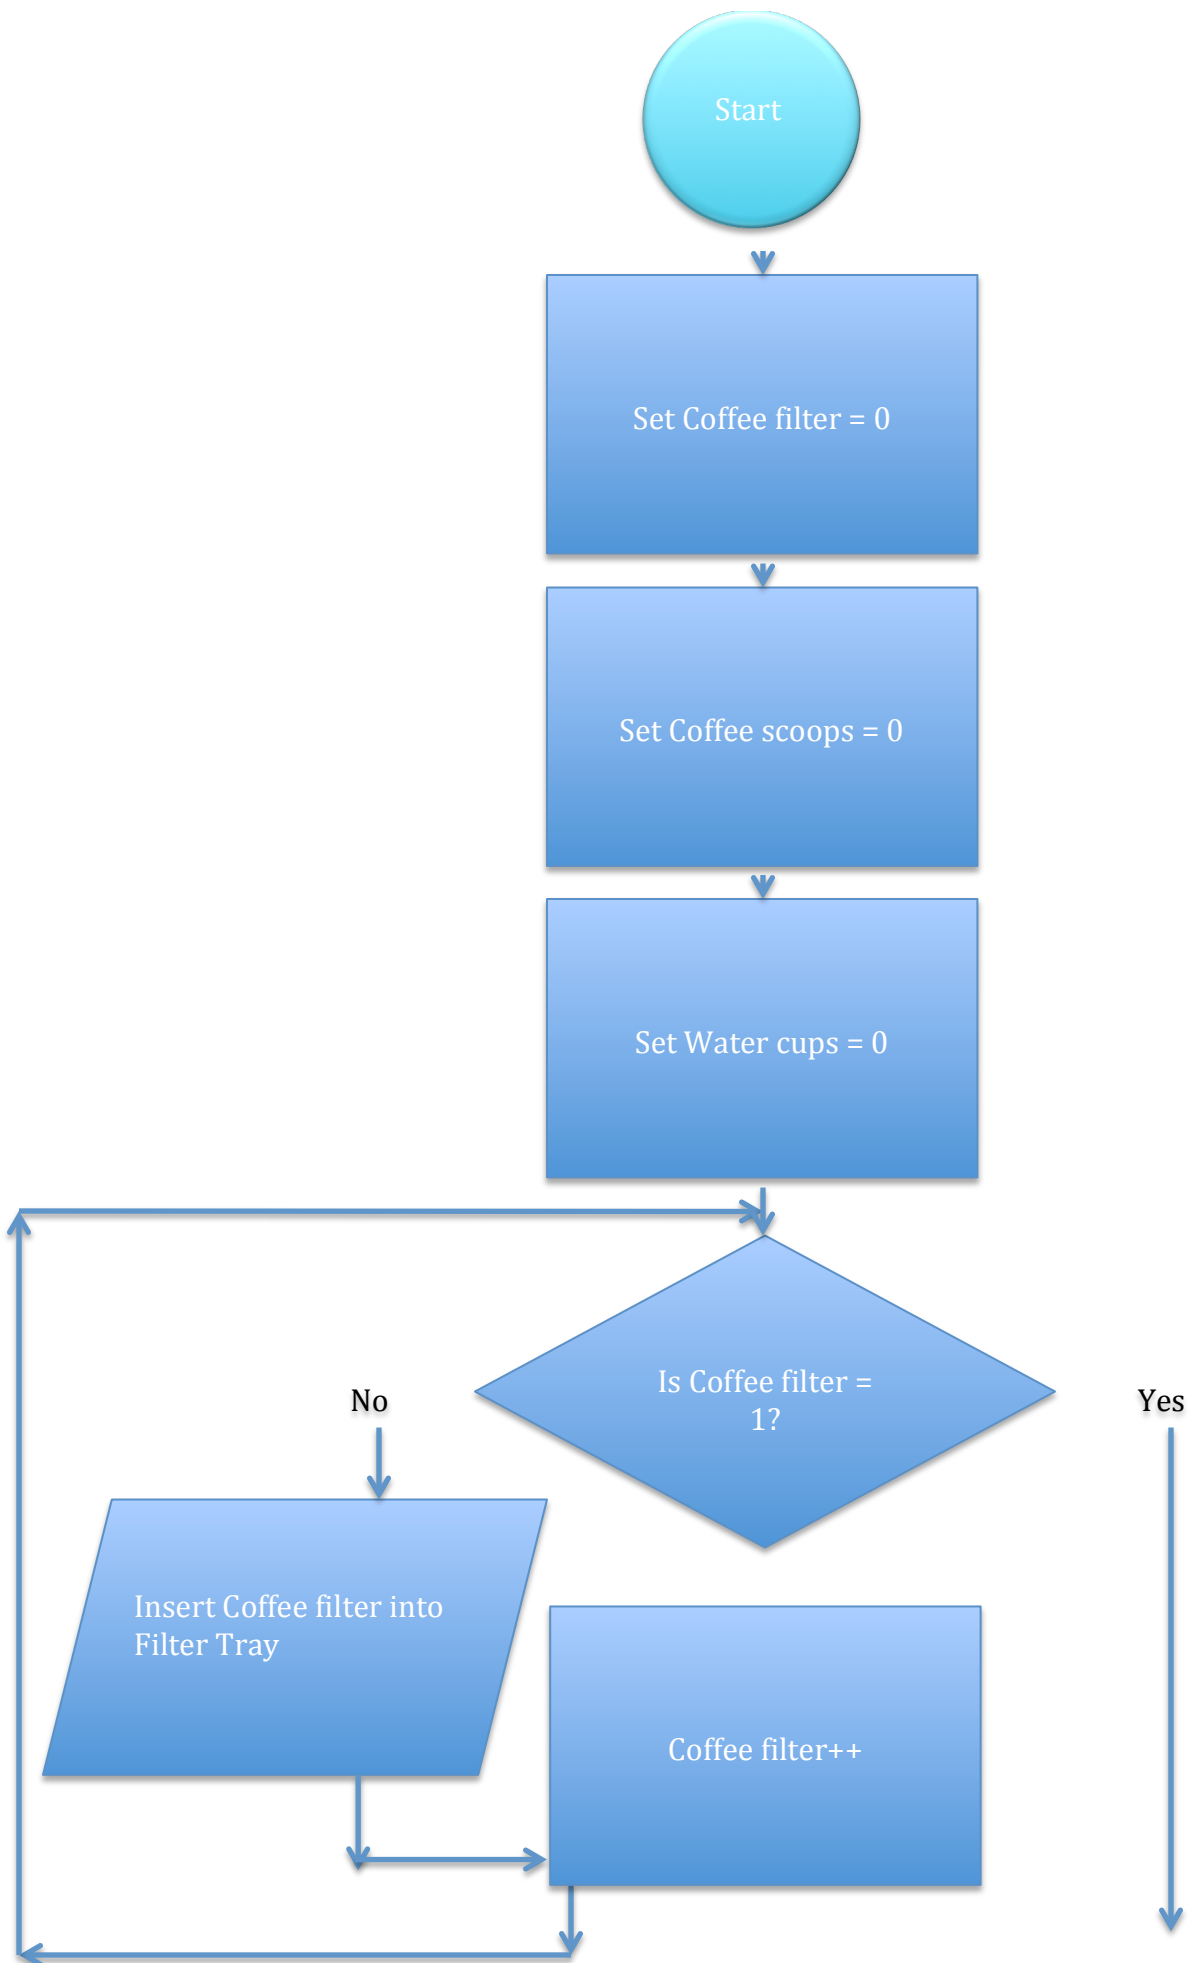 Start
Set Coffee filter = 0
Set Coffee scoops = 0
Set Water cups = 0
Is Coffee filter =
1?
No
Yes
Insert Coffee filter into
Filter Tray
Coffee filter++